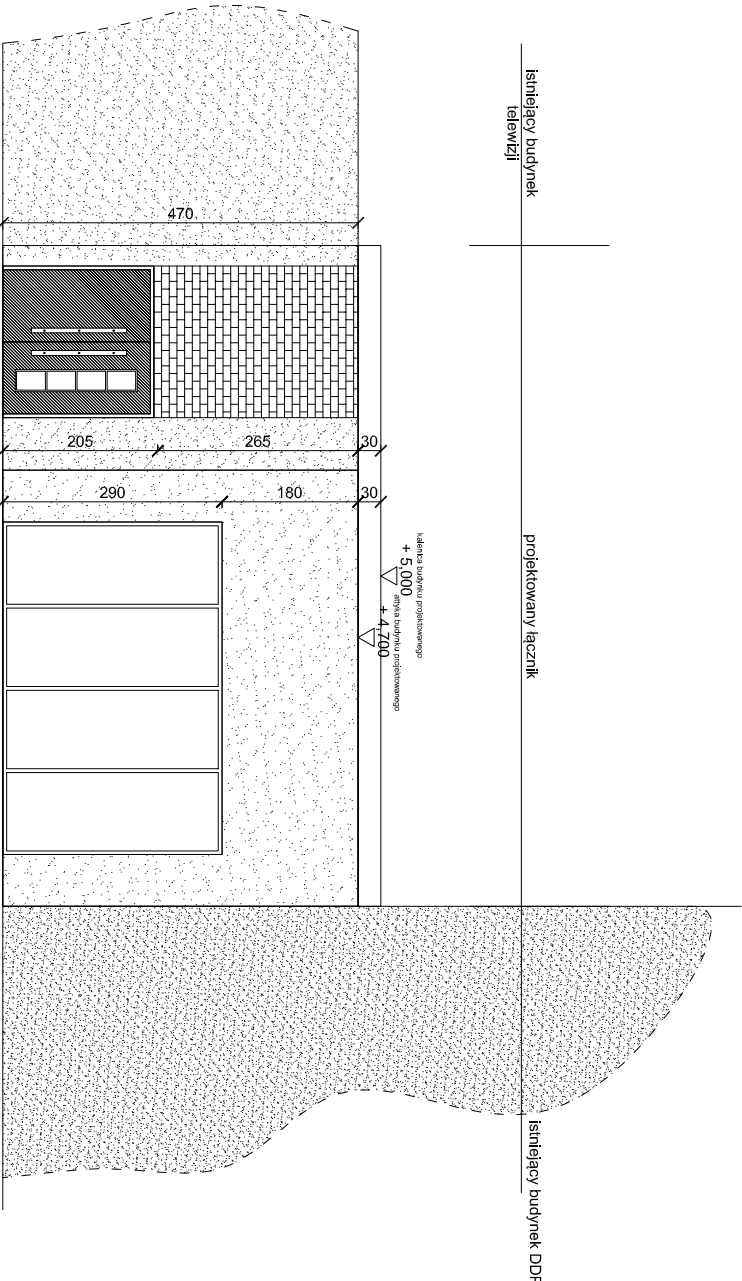 istniejący budynek
telewizji
projektowany łącznik
istniejący budynek DDP
kalenica budynku projektowanego
+ 5,000
attyka budynku projektowanego
+ 4,700
470
205
265
30
290
180
30